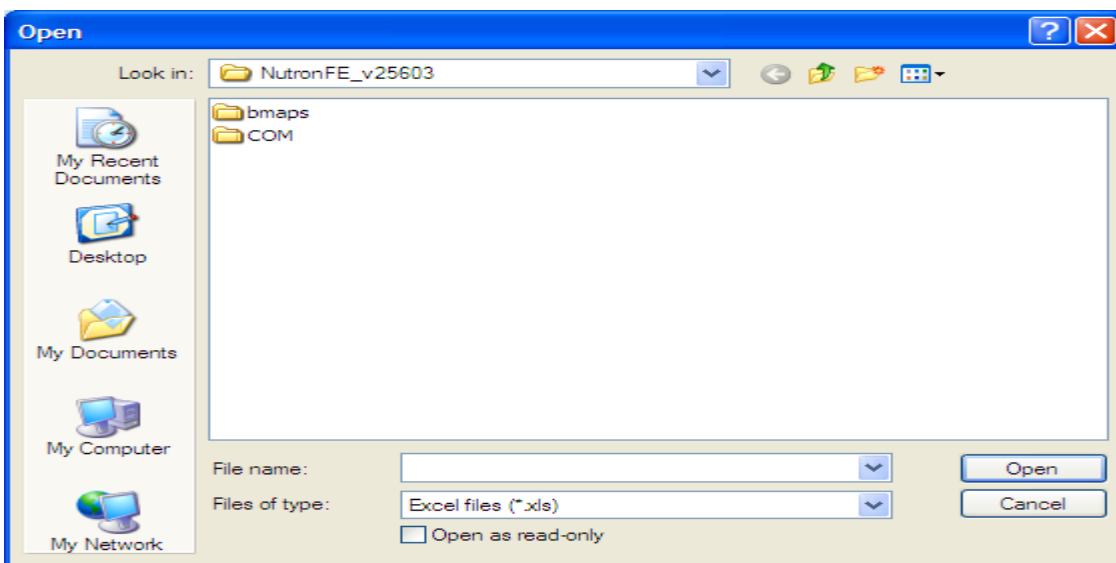 Open
Look in:
NutronFE_v25603
bmaps
COM
My Recent
Documents
Desktop
My Documents
My Computer
My Network
File name:
Open
Files of type:
Excel files (*.xls)
Cancel
Open as read-only